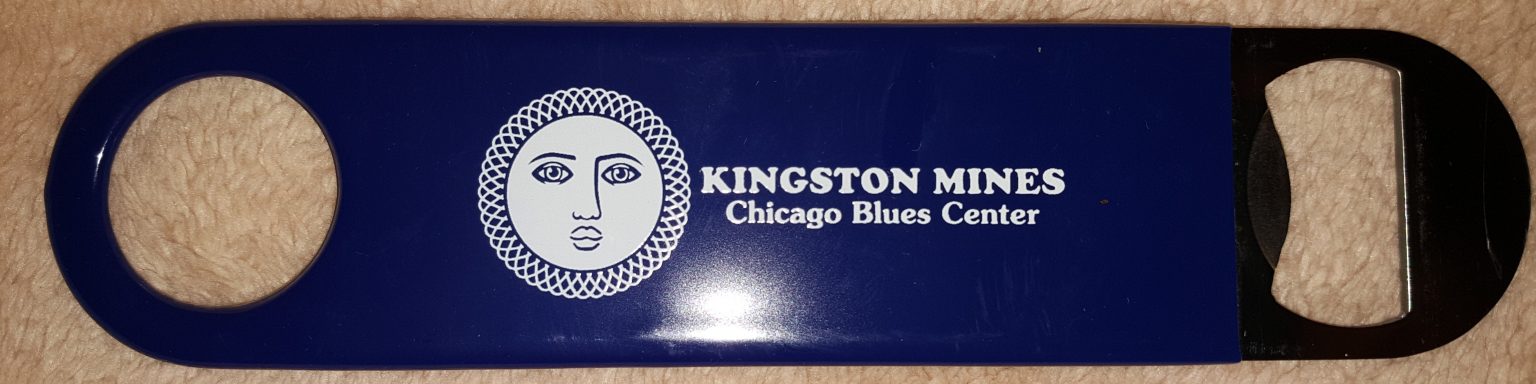 KINGSTON MINES
Chicago Blues Center